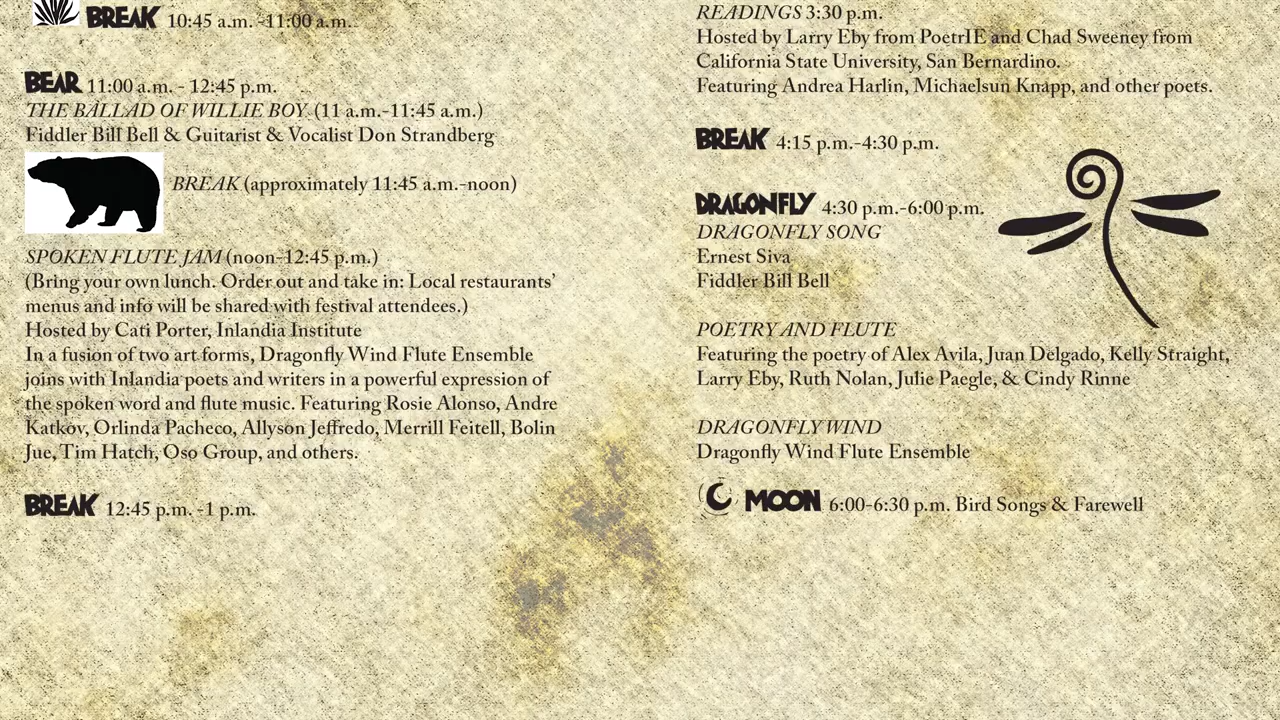 BREAK 10:45 a.m. -11:00 a.m.
BEAR 11:00 a.m. - 12:45 p.m.
THE BALLAD OF WILLIE BOY (11 a.m.-11:45 a.m.)
Fiddler Bill Bell & Guitarist & Vocalist Don Strandberg
BREAK (approximately 11:45 a.m.-noon)
SPOKEN FLUTE JAM (noon-12:45 p.m.)
(Bring your own lunch. Order out and take in: Local restaurants'
menus and info will be shared with festival attendees.)
Hosted by Cati Porter, Inlandia Institute
In a fusion of two art forms, Dragonfly Wind Flute Ensemble
joins with Inlandia poets and writers in a powerful expression of
the spoken word and flute music. Featuring Rosie Alonso, Andre
Katkov, Orlinda Pacheco, Allyson Jeffredo, Merrill Feitell, Bolin
Jue, Tim Hatch, Oso Group, and others.
BREAK 12:45 p.m. -1 p.m.
READINGS 3:30 p.m.
Hosted by Larry Eby from PoetrIE and Chad Sweeney from
California State University, San Bernardino.
Featuring Andrea Harlin, Michaelsun Knapp, and other poets.
BREAK 4:15 p.m.-4:30 p.m.
DRAGONFLY 4:30 p.m.-6:00 p.m.
DRAGONFLY SONG
Ernest Siva
Fiddler Bill Bell
POETRY AND FLUTE
Featuring the poetry of Alex Avila, Juan Delgado, Kelly Straight,
Larry Eby, Ruth Nolan, Julie Paegle, & Cindy Rinne
DRAGONFLY WIND
Dragonfly Wind Flute Ensemble
MOON 6:00-6:30 p.m. Bird Songs & Farewell